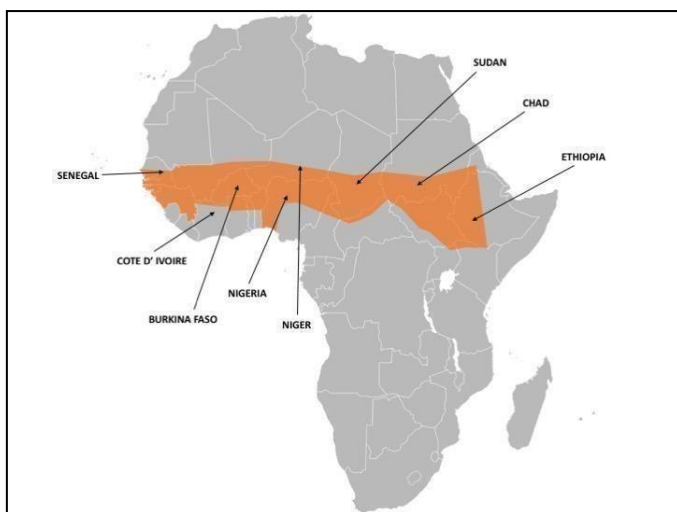 SUDAN
CHAD
ETHIOPIA
SENEGAL
COTE D' IVOIRE
NIGERIA
BURKINA FASO
NIGER